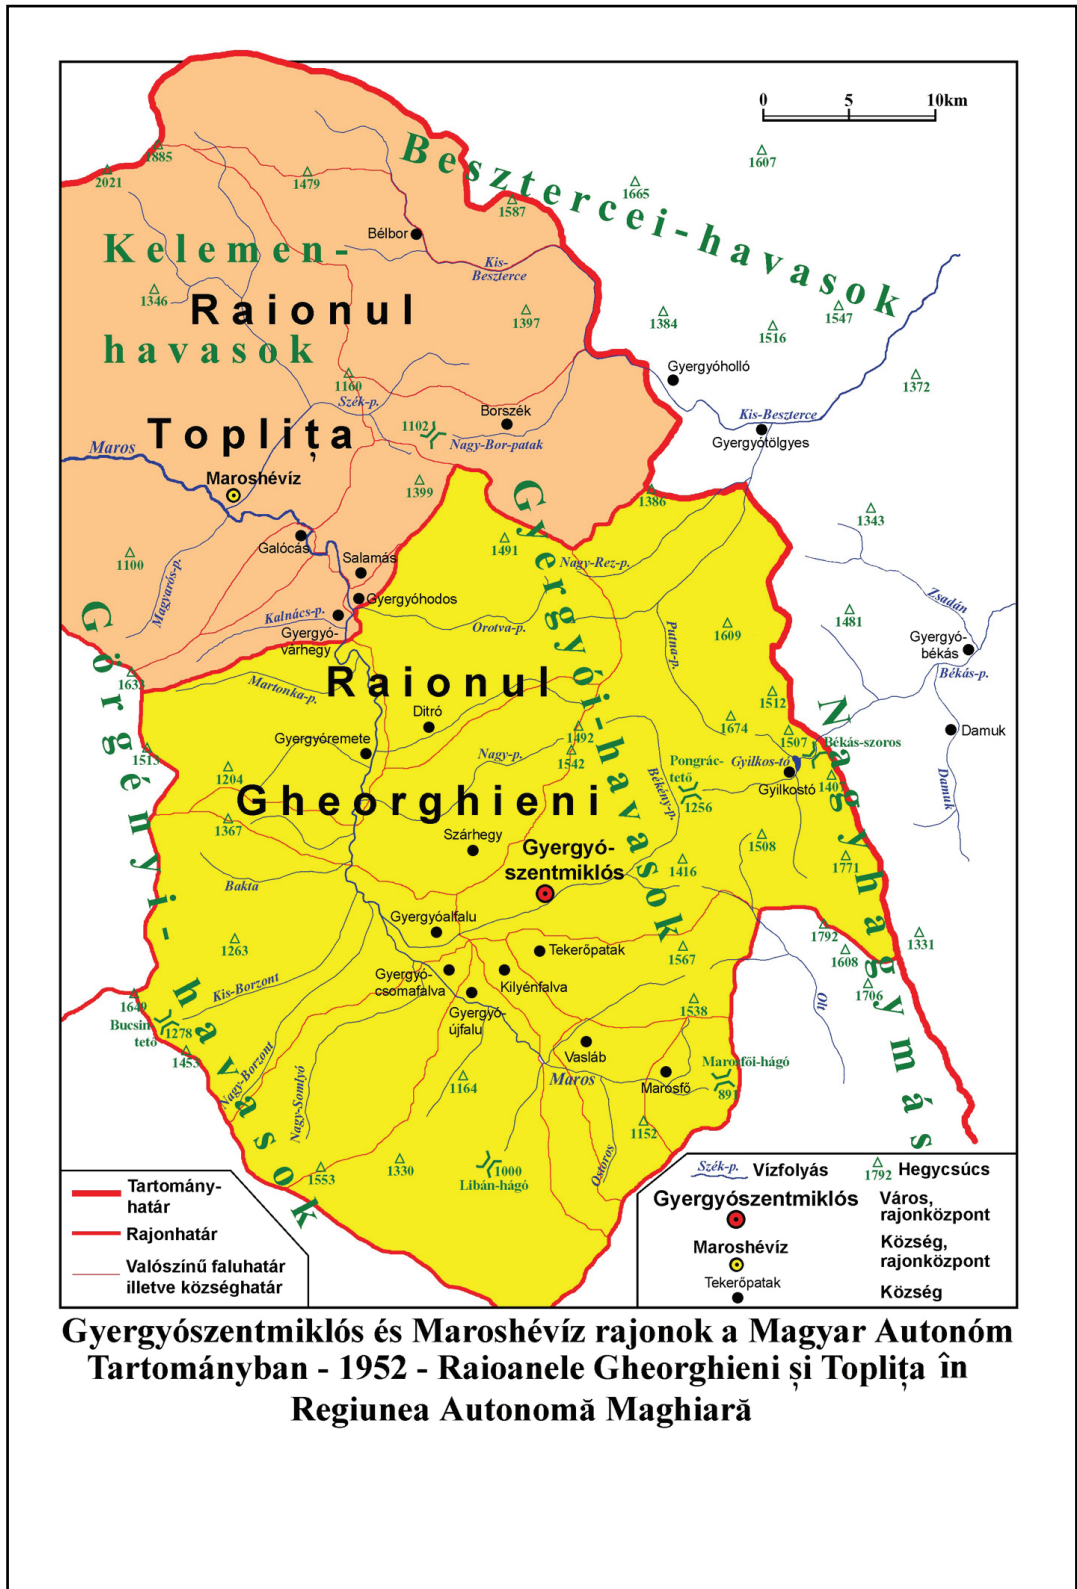 0 5 10km
Besztercei-havasok
1607
1665
1885
2021
1479
1587
Bélbor
Kelemen-
Kis-
Beszterce
1346
Raionul
1397
1384
1547
1516
havasok
Gyergyóholló
1372
1160
Szék-p.
Borszék
Kis-Beszterce
Toplița
1102
Nagy-Bor-patak
Gyergyótölgyes
Maros
Maroshévíz
1399
1386
Gyergyói-havasok
1343
Galócás
1491
1100
Salamás
Nagy-Rez-p.
Magyarós-p.
Gyergyóhodos
Zsadán
Görgényi-havasok
Kalnács-p.
Orotva-p.
1609
1481
Gyergyó-
várhegy
Putna-p.
Gyergyó-
békás
1633
Martonka-p.
Raionul
Békás-p.
1512
Nagyhagymás
Ditró
1674
1492
1507
Damuk
Gyergyóremete
Békás-szoros
1513
Nagy-p.
1542
Pongrác-
tető
Gyilkos-tó
1204
Békény-p.
1407
Gyilkostó
Damuk
Gheorghieni
1256
1367
Szárhegy
1508
Gyergyó-
szentmiklós
1416
1771
Bakta
Gyergyóalfalu
1792
1331
1263
Tekerőpatak
1567
1608
Gyergyó-
csomafalva
Kilyénfalva
1706
Kis-Borzont
1649
1538
Olt
Bucsin
tető
1278
Gyergyó-
újfalu
1453
Vasláb
Nagy-Borzont
Maros
Marosfői-hágó
1164
Marosfő
891
Nagy-Somlyó
1152
1330
1000
1553
Libán-hágó
Ostoros
Tartomány-
határ
Rajonhatár
Valószínű faluhatár
illetve községhatár
Szék-p. Vízfolyás
1792 Hegycsúcs
Gyergyószentmiklós Város,
rajonközpont
Maroshévíz Község,
rajonközpont
Tekerőpatak Község
Gyergyószentmiklós és Maroshévíz rajonok a Magyar Autonóm
Tartományban - 1952 - Raioanele Gheorghieni și Toplița în
Regiunea Autonomă Maghiară